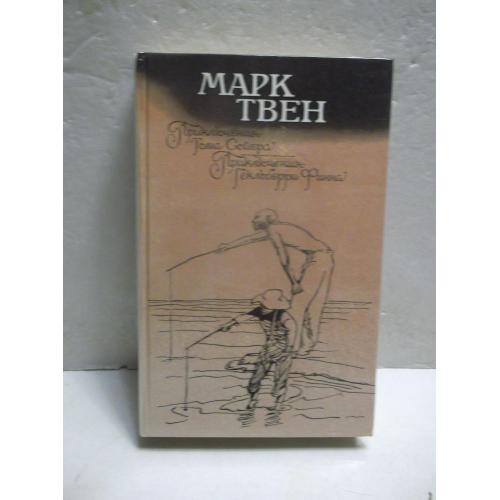 МАРК
ТВЕН
Приключения
Тома Сойера
Приключения
Гекльберри Финна